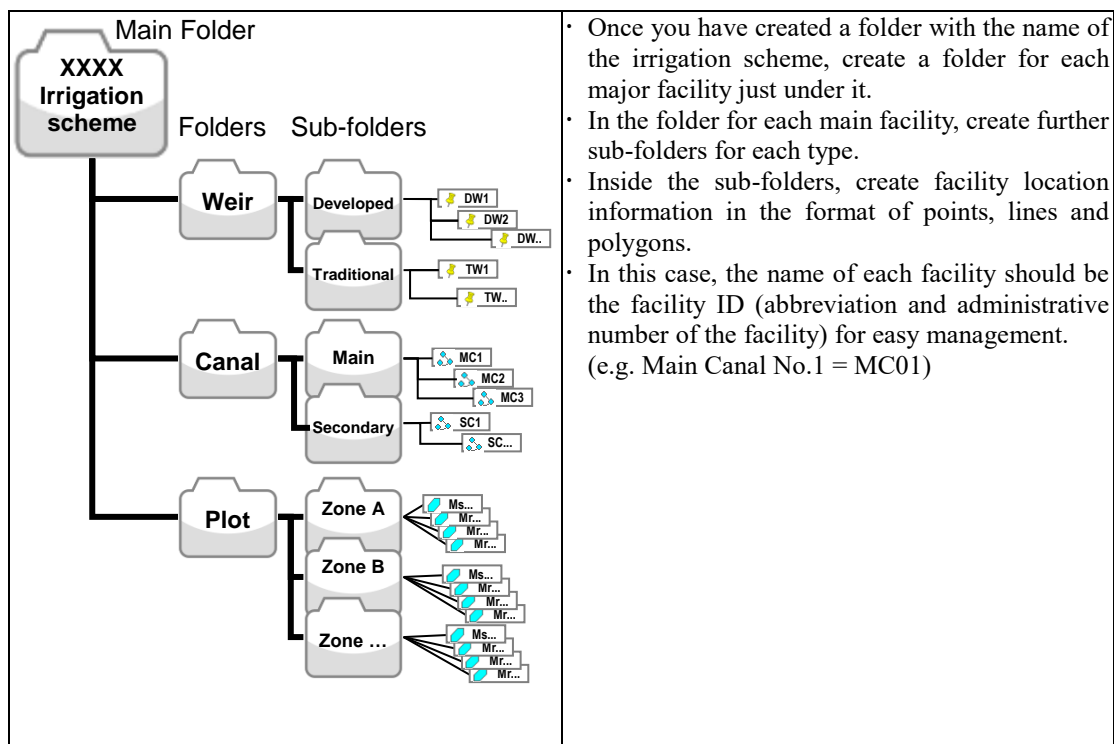 Main Folder
XXXX
Irrigation
scheme
Folders Sub-folders
Weir
Developed
DW1
DW2
DW..
Traditional
TW1
TW..
Canal
Main
MC1
MC2
MC3
Secondary
SC1
SC...
Plot
Zone A
Ms...
Mr...
Mr...
Mr...
Zone B
Ms...
Mr...
Mr...
Mr...
Zone ...
Ms...
Mr...
Mr...
Mr...
· Once you have created a folder with the name of
the irrigation scheme, create a folder for each
major facility just under it.
· In the folder for each main facility, create further
sub-folders for each type.
· Inside the sub-folders, create facility location
information in the format of points, lines and
polygons.
· In this case, the name of each facility should be
the facility ID (abbreviation and administrative
number of the facility) for easy management.
(e.g. Main Canal No.1 = MC01)